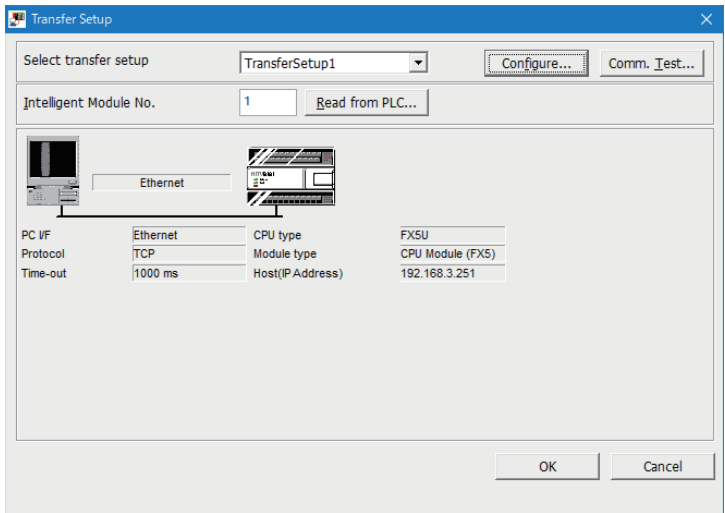 Transfer Setup
Select transfer setup TransferSetup1 Configure... Comm. Test...
Intelligent Module No. 1 Read from PLC...
Ethernet
PC I/F Ethernet CPU type FX5U
Protocol TCP Module type CPU Module (FX5)
Time-out 1000 ms Host(IP Address) 192.168.3.251
OK Cancel